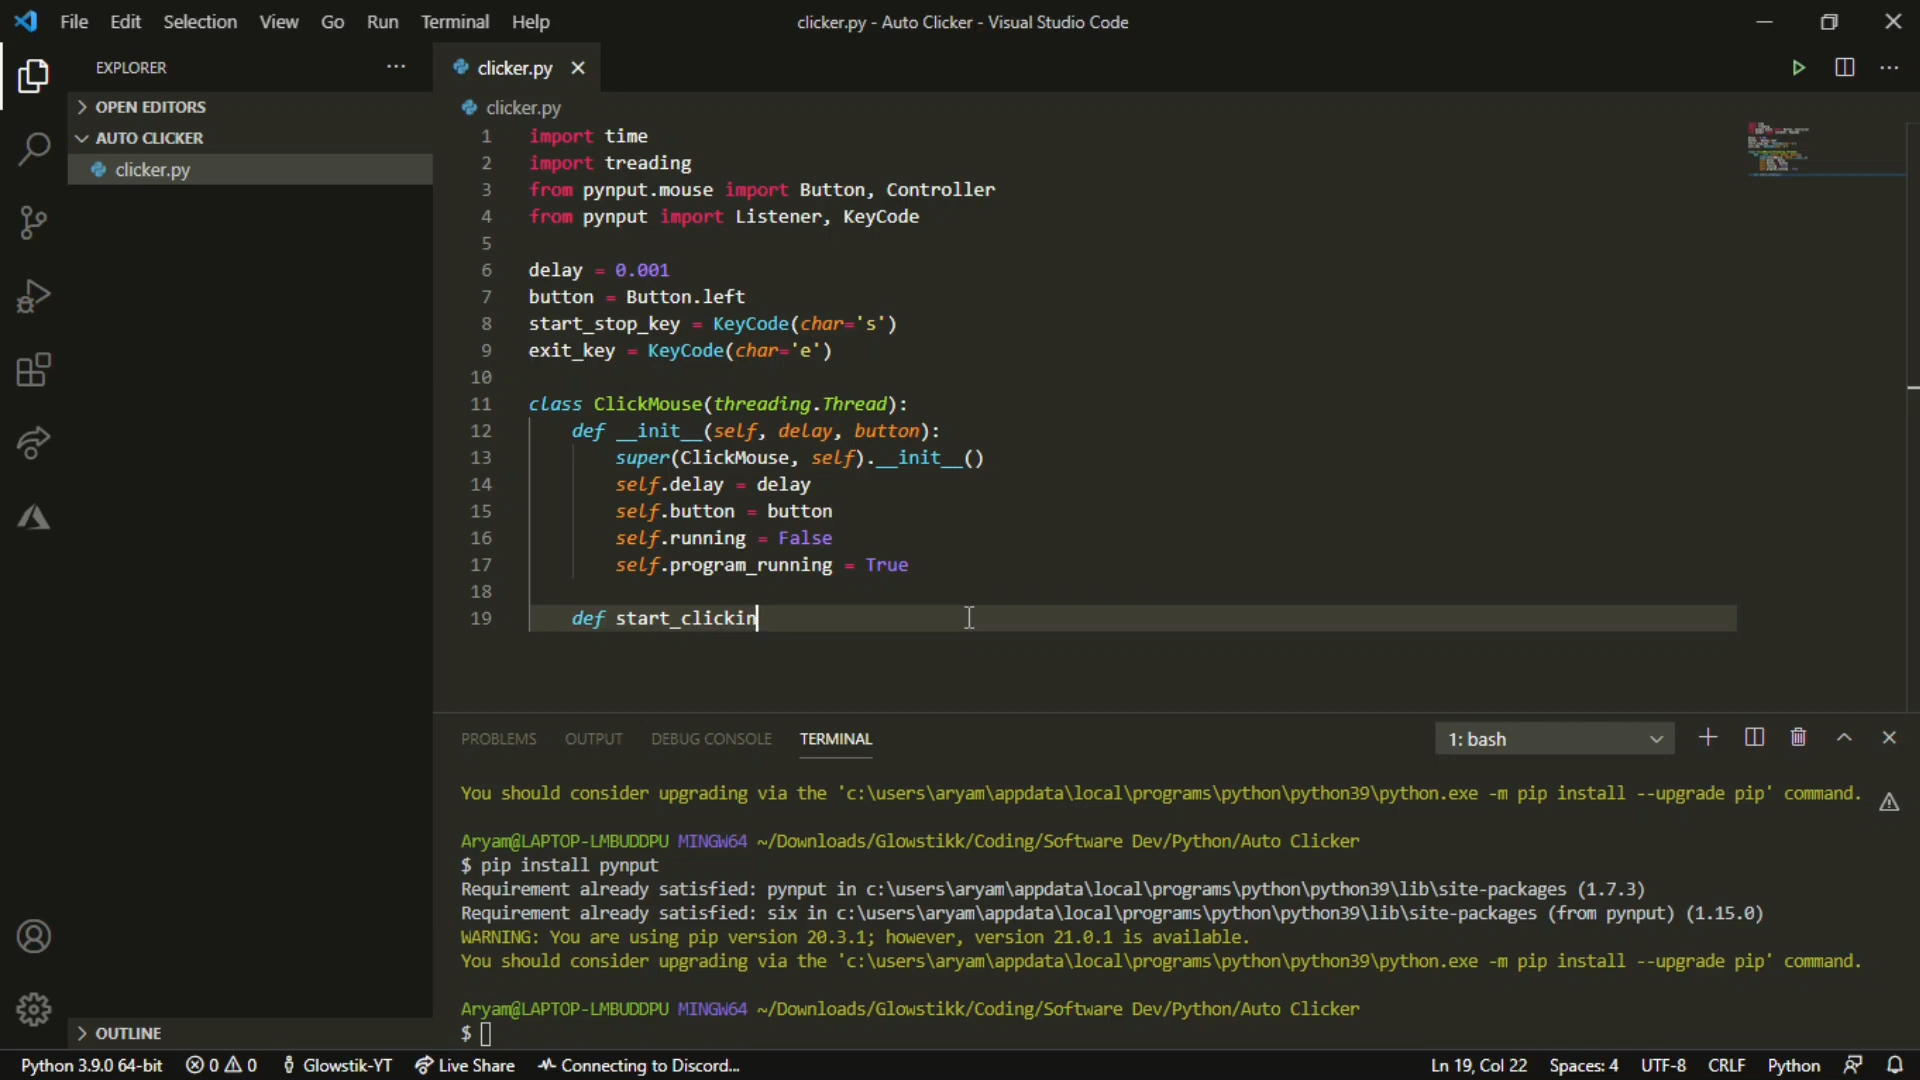 File Edit Selection View Go Run Terminal Help
clicker.py - Auto Clicker - Visual Studio Code
EXPLORER
OPEN EDITORS
AUTO CLICKER
clicker.py
clicker.py
clicker.py
1 import time
2 import treading
3 from pynput.mouse import Button, Controller
4 from pynput import Listener, KeyCode
5
6 delay = 0.001
7 button = Button.left
8 start_stop_key = KeyCode(char='s')
9 exit_key = KeyCode(char='e')
10
11 class ClickMouse(threading.Thread):
12 def __init__(self, delay, button):
13 super(ClickMouse, self).__init__()
14 self.delay = delay
15 self.button = button
16 self.running = False
17 self.program_running = True
18
19 def start_clickin
PROBLEMS OUTPUT DEBUG CONSOLE TERMINAL
1: bash
You should consider upgrading via the 'c:\users\aryam\appdata\local\programs\python\python39\python.exe -m pip install --upgrade pip' command.
Aryam@LAPTOP-LMBUDDPU MINGW64 ~/Downloads/Glowstikk/Coding/Software Dev/Python/Auto Clicker
$ pip install pynput
Requirement already satisfied: pynput in c:\users\aryam\appdata\local\programs\python\python39\lib\site-packages (1.7.3)
Requirement already satisfied: six in c:\users\aryam\appdata\local\programs\python\python39\lib\site-packages (from pynput) (1.15.0)
WARNING: You are using pip version 20.3.1; however, version 21.0.1 is available.
You should consider upgrading via the 'c:\users\aryam\appdata\local\programs\python\python39\python.exe -m pip install --upgrade pip' command.
Aryam@LAPTOP-LMBUDDPU MINGW64 ~/Downloads/Glowstikk/Coding/Software Dev/Python/Auto Clicker
$
OUTLINE
Python 3.9.0 64-bit 0 0 Glowstik-YT Live Share Connecting to Discord... Ln 19, Col 22 Spaces: 4 UTF-8 CRLF Python